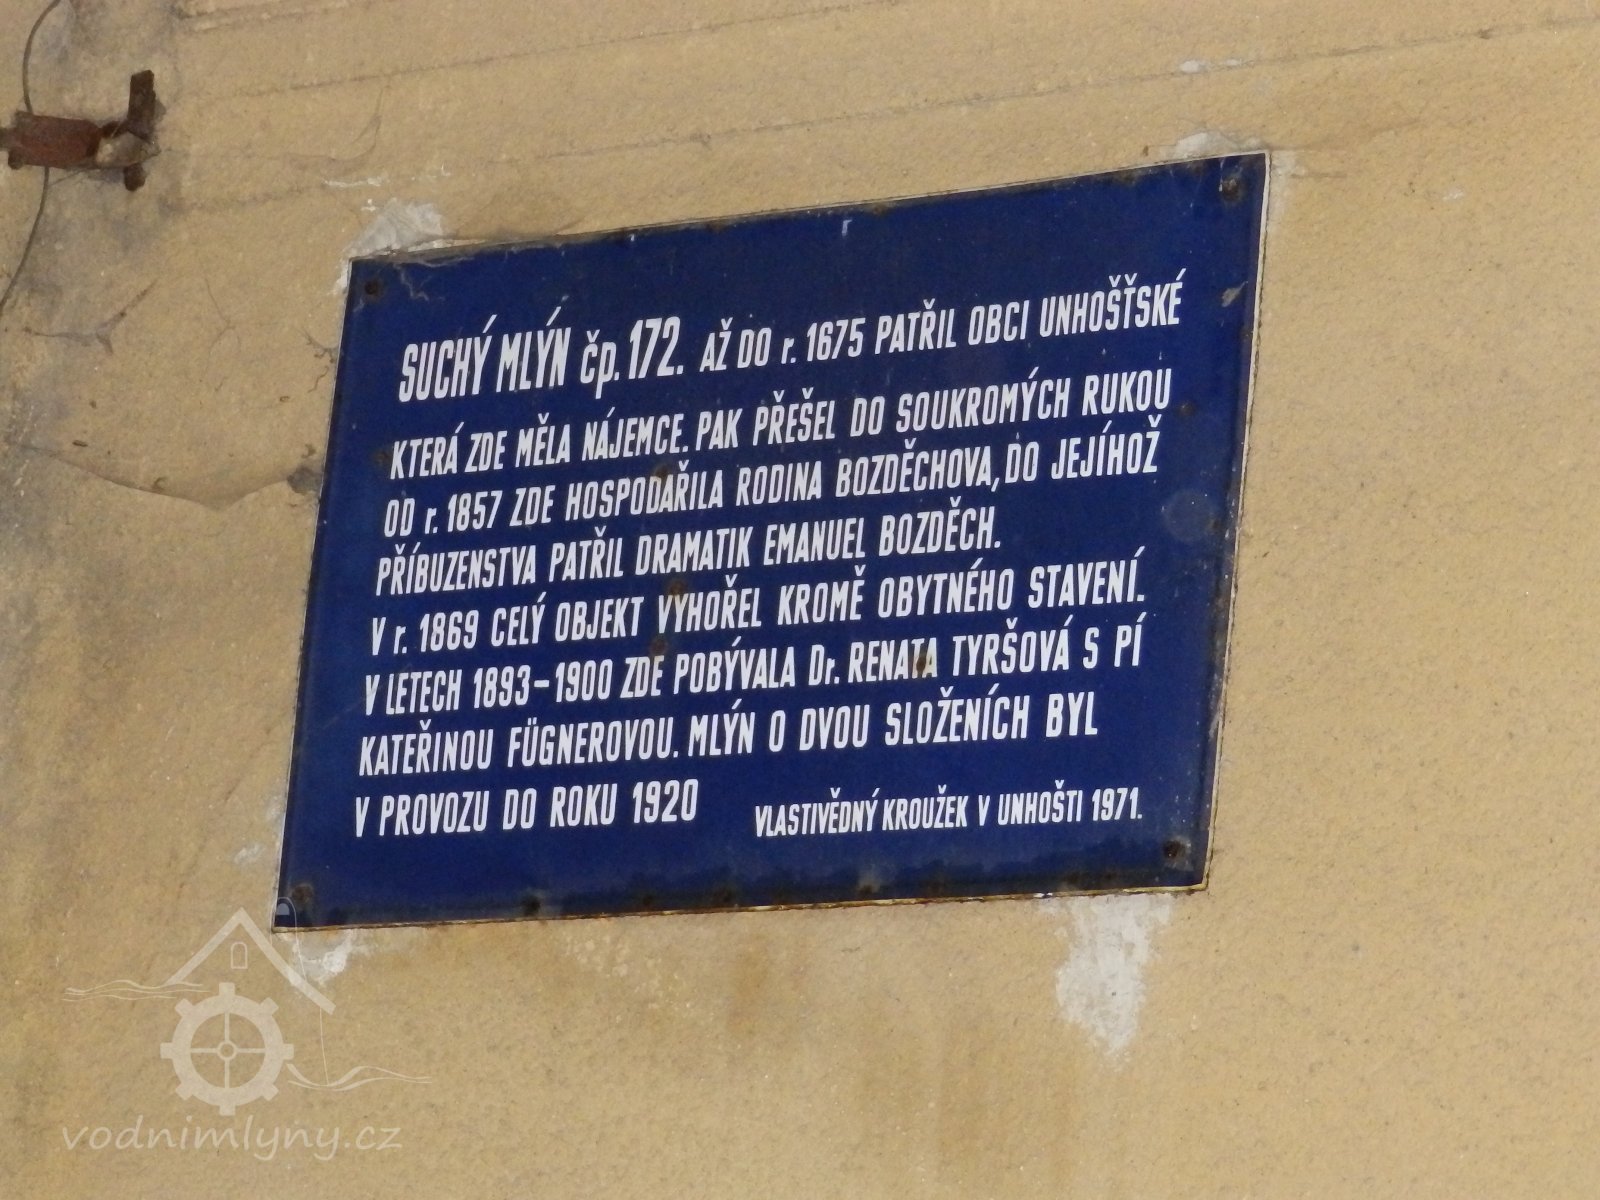 SUCHÝ MLÝN čp. 172. AŽ DO r. 1675 PATŘIL OBCI UNHOŠŤSKÉ
KTERÁ ZDE MĚLA NÁJEMCE. PAK PŘEŠEL DO SOUKROMÝCH RUKOU
OD r. 1857 ZDE HOSPODAŘILA RODINA BOZDĚCHOVA, DO JEJÍHOŽ
PŘÍBUZENSTVA PATŘIL DRAMATIK EMANUEL BOZDĚCH.
V r. 1869 CELÝ OBJEKT VYHOŘEL KROMĚ OBYTNÉHO STAVENÍ.
V LETECH 1893-1900 ZDE POBÝVALA Dr. RENATA TYRŠOVÁ S PÍ
KATEŘINOU FÜGNEROVOU. MLÝN O DVOU SLOŽENÍCH BYL
V PROVOZU DO ROKU 1920
VLASTIVĚDNÝ KROUŽEK V UNHOŠTI 1971.
vodnimlyny.cz